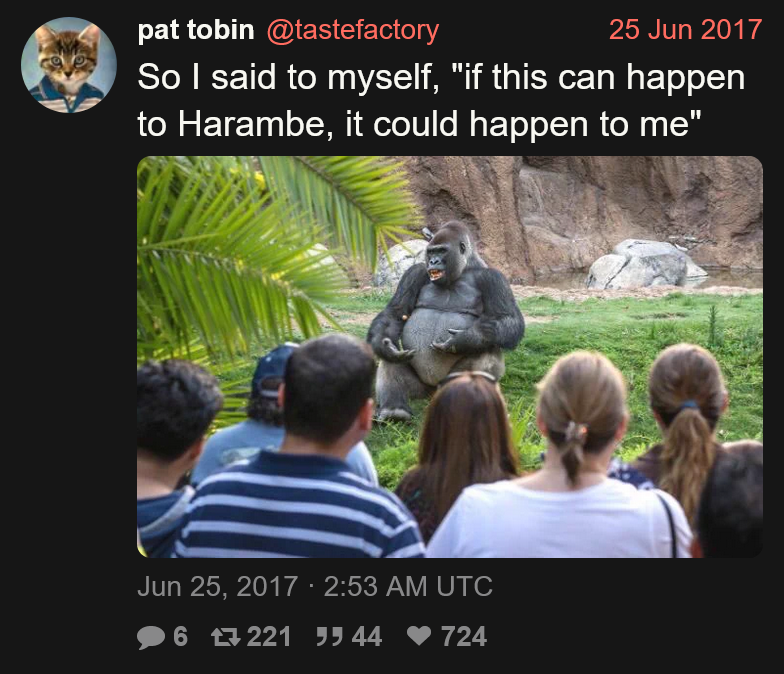 pat tobin @tastefactory 25 Jun 2017
So I said to myself, "if this can happen
to Harambe, it could happen to me"
Jun 25, 2017 · 2:53 AM UTC
6 221 44 724